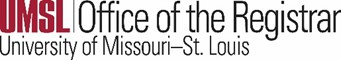 UMSL | Office of the Registrar
University of Missouri–St. Louis